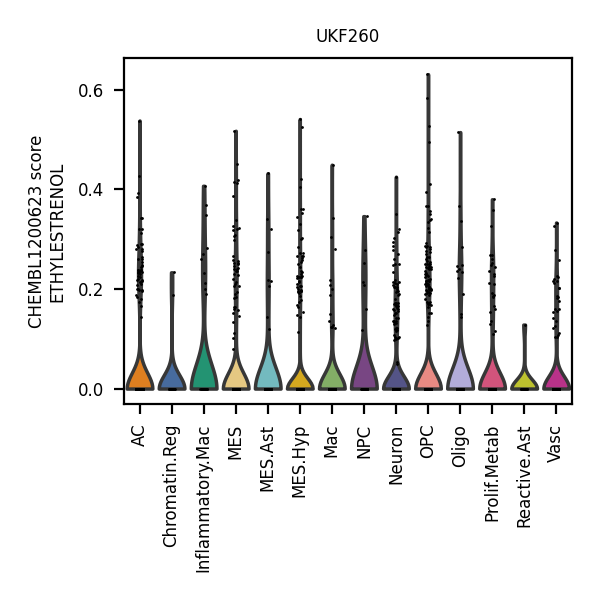 UKF260
CHEMBL1200623 score
ETHYLESTRENOL
0.6
0.4
0.2
0.0
AC
Chromatin.Reg
Inflammatory.Mac
MES
MES.Ast
MES.Hyp
Mac
NPC
Neuron
OPC
Oligo
Prolif.Metab
Reactive.Ast
Vasc